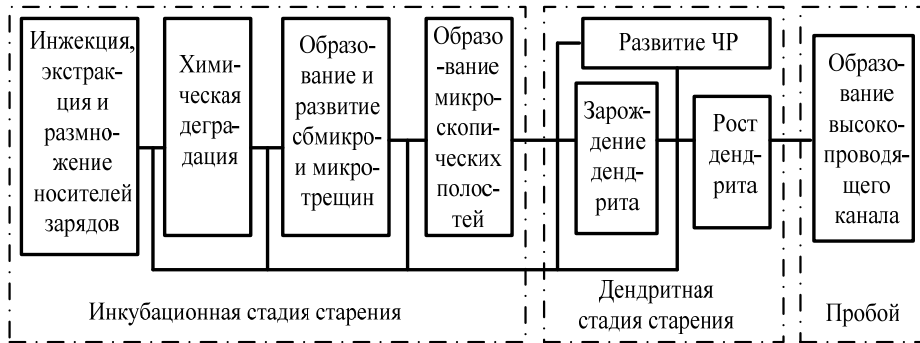 Инжекция,
экстрак-
ция и
размно-
жение
носителей
зарядов
Хими-
ческая
дегра-
дация
Образо-
вание и
развитие
сбмикро-
и микро-
трещин
Образо
-вание
микро-
скопи-
ческих
полос-
тей
Развитие ЧР
Зарож-
дение
денд-
рита
Рост
денд-
рита
Образо-
вание
высоко-
проводя-
щего
канала
Инкубационная стадия старения
Дендритная
стадия старения
Пробой